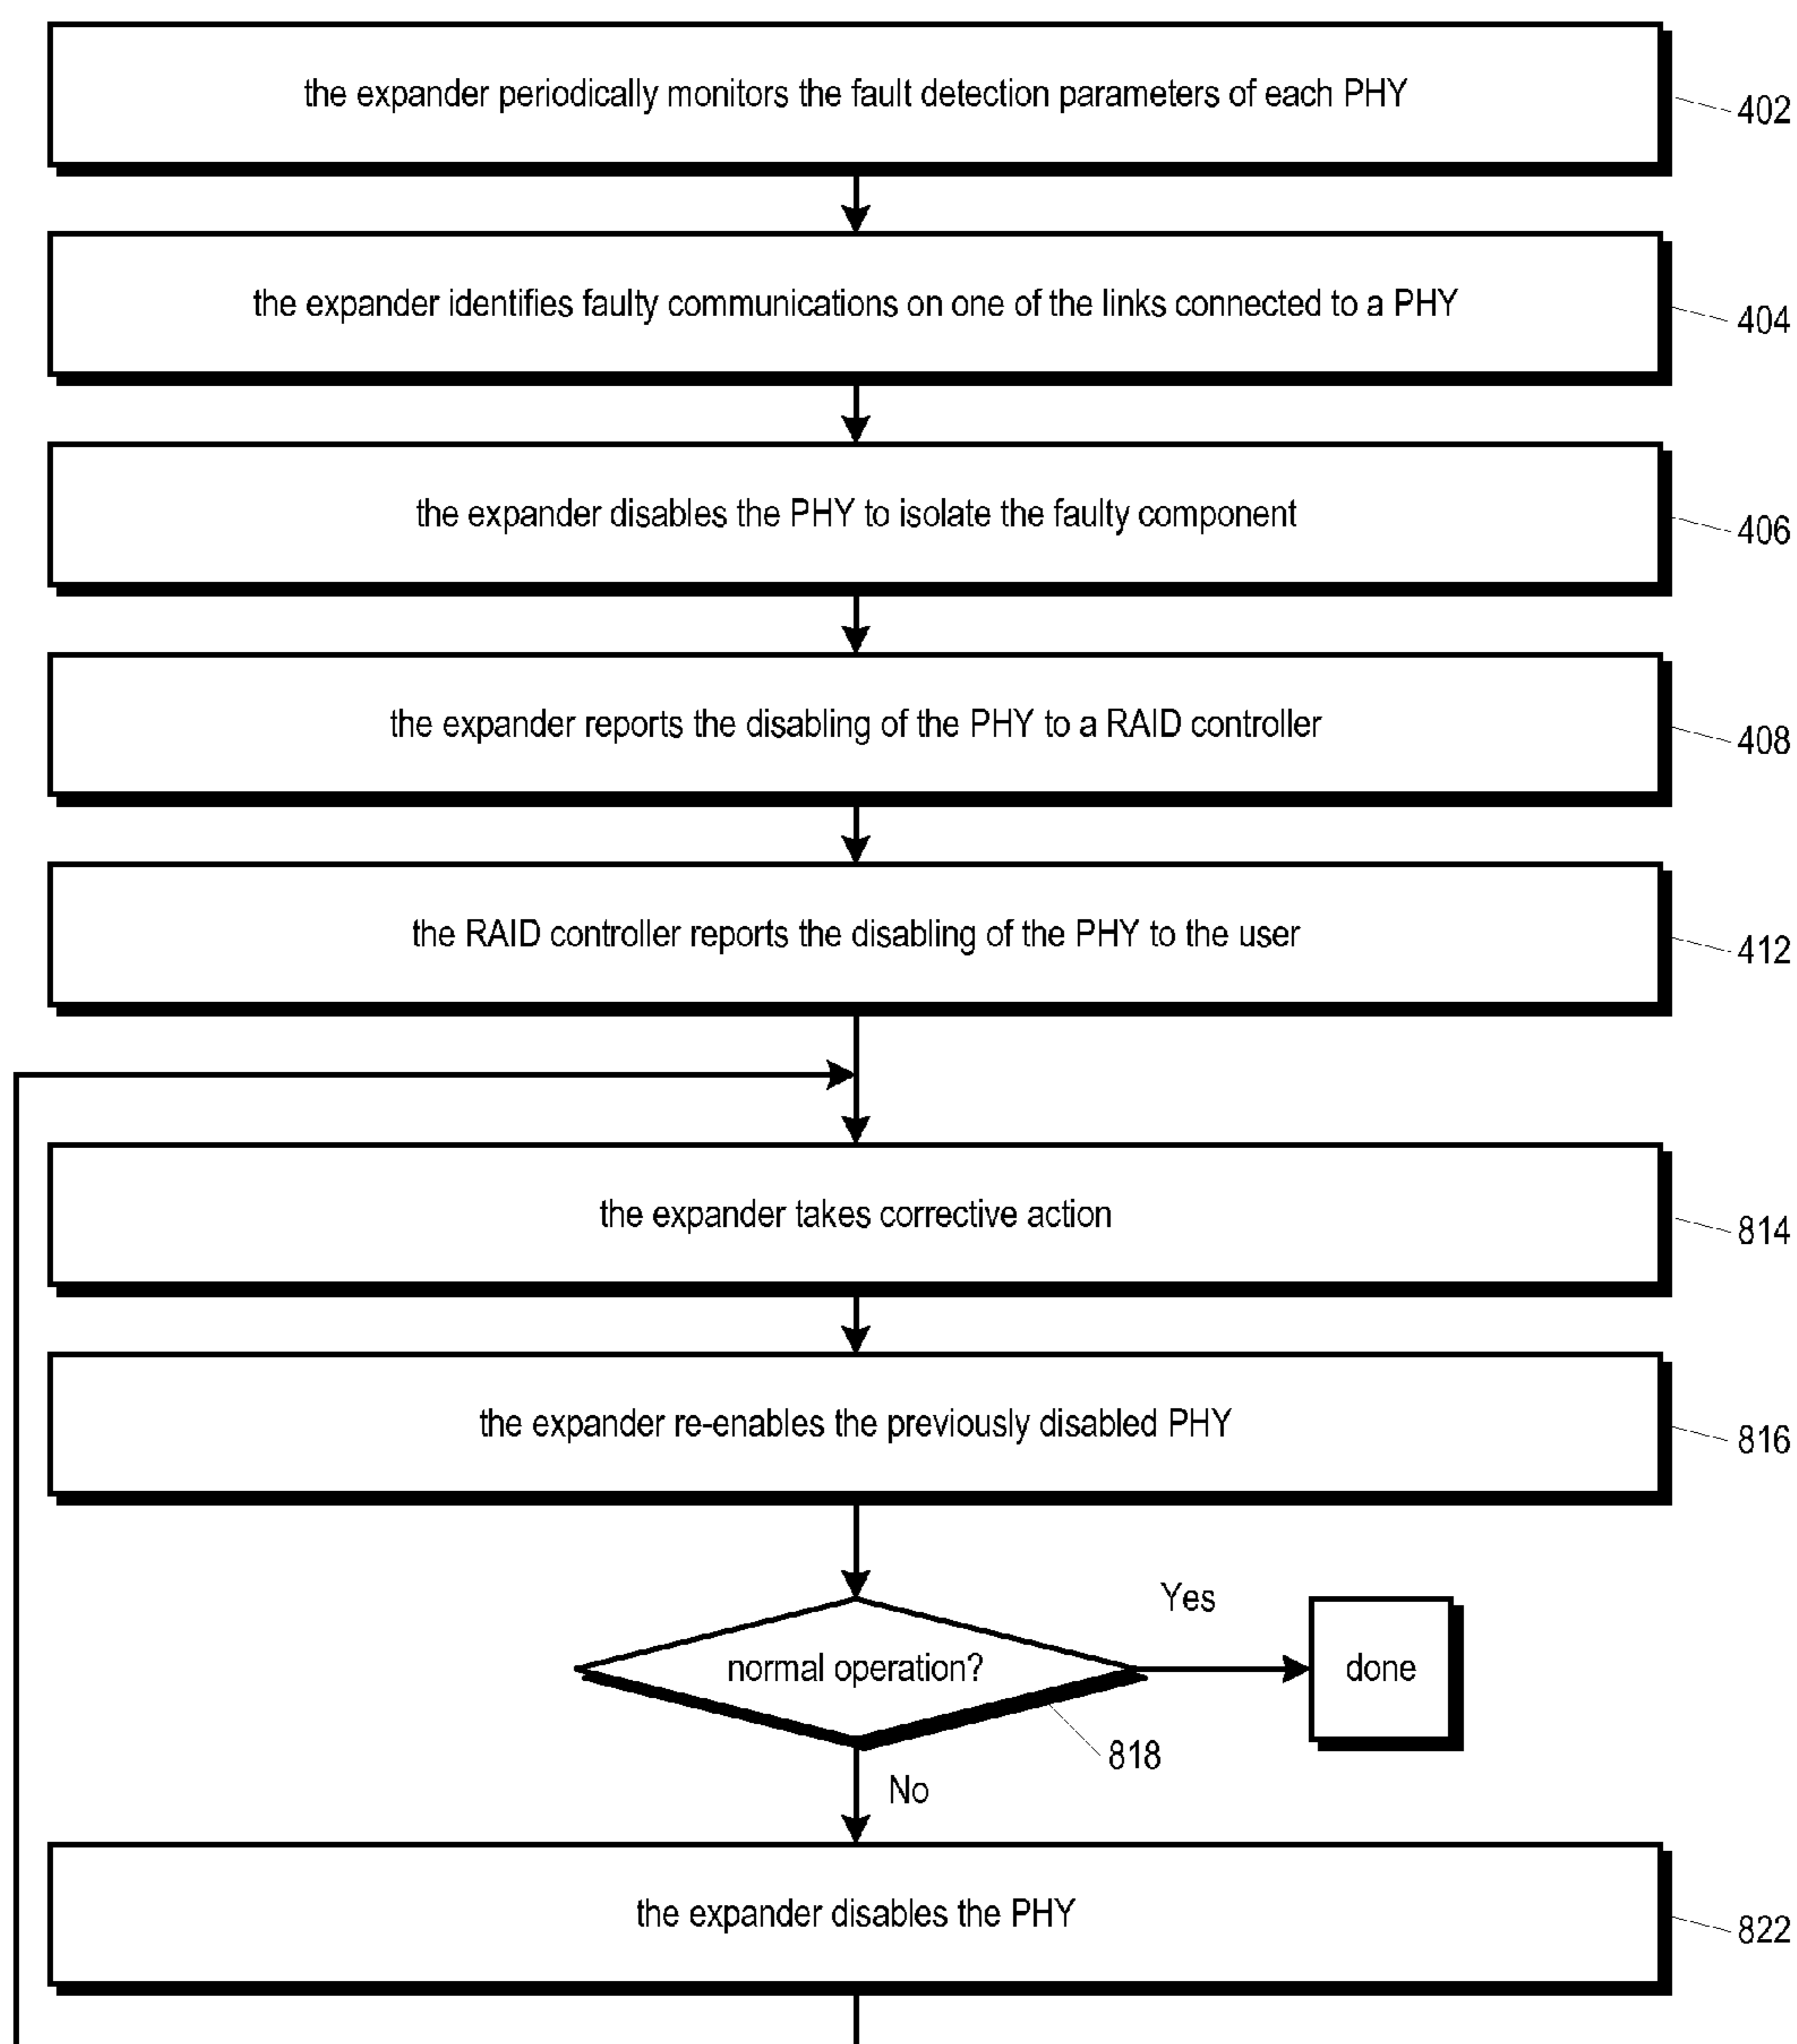 the expander periodically monitors the fault detection parameters of each PHY
402
the expander identifies faulty communications on one of the links connected to a PHY
404
the expander disables the PHY to isolate the faulty component
406
the expander reports the disabling of the PHY to a RAID controller
408
the RAID controller reports the disabling of the PHY to the user
412
the expander takes corrective action
814
the expander re-enables the previously disabled PHY
816
Yes
normal operation?
done
818
No
the expander disables the PHY
822